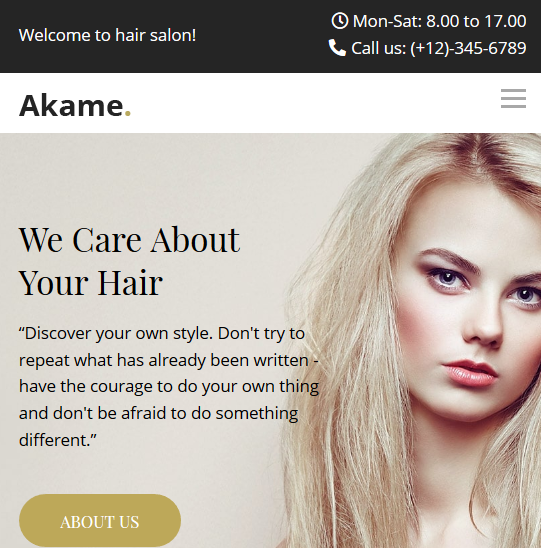 Welcome to hair salon!
Mon-Sat: 8.00 to 17.00
Call us: (+12)-345-6789
Akame.
We Care About
Your Hair
“Discover your own style. Don't try to
repeat what has already been written -
have the courage to do your own thing
and don't be afraid to do something
different.”
ABOUT US